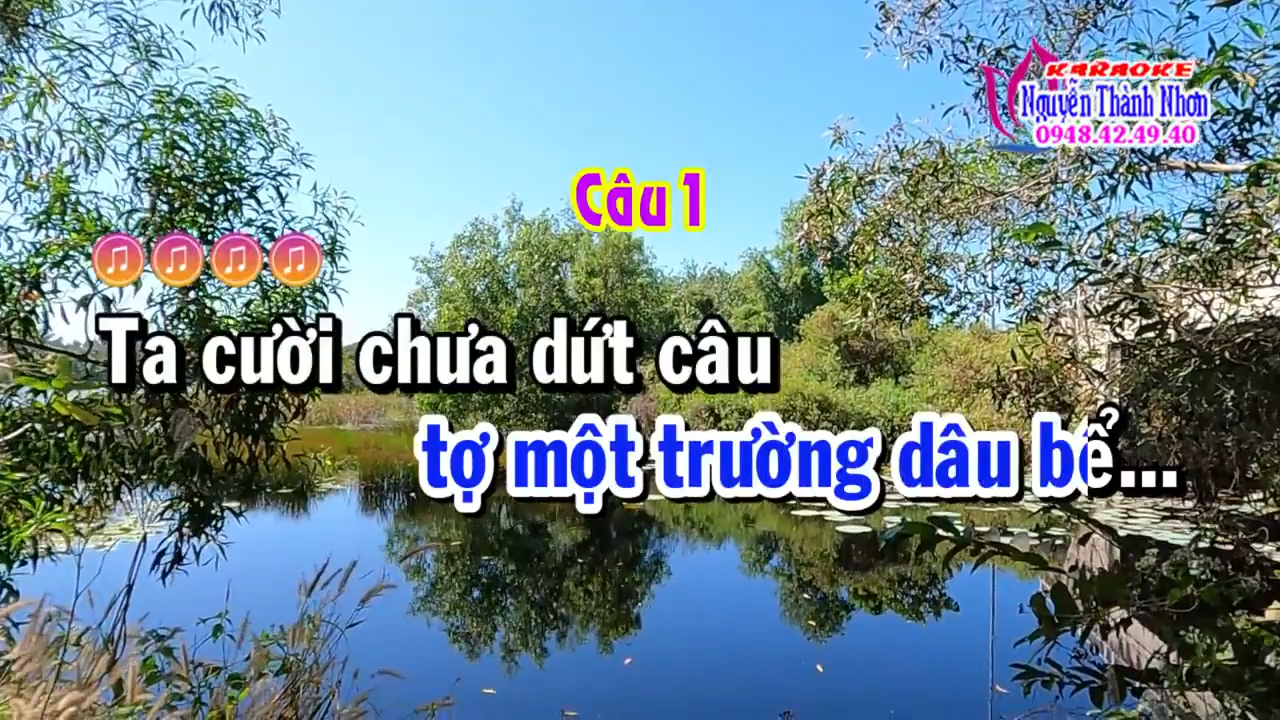 KARAOKE
Nguyễn Thành Nhơn
0948.42.49.40
Câu 1
Ta cười chưa dứt câu
tợ một trường dâu bể...